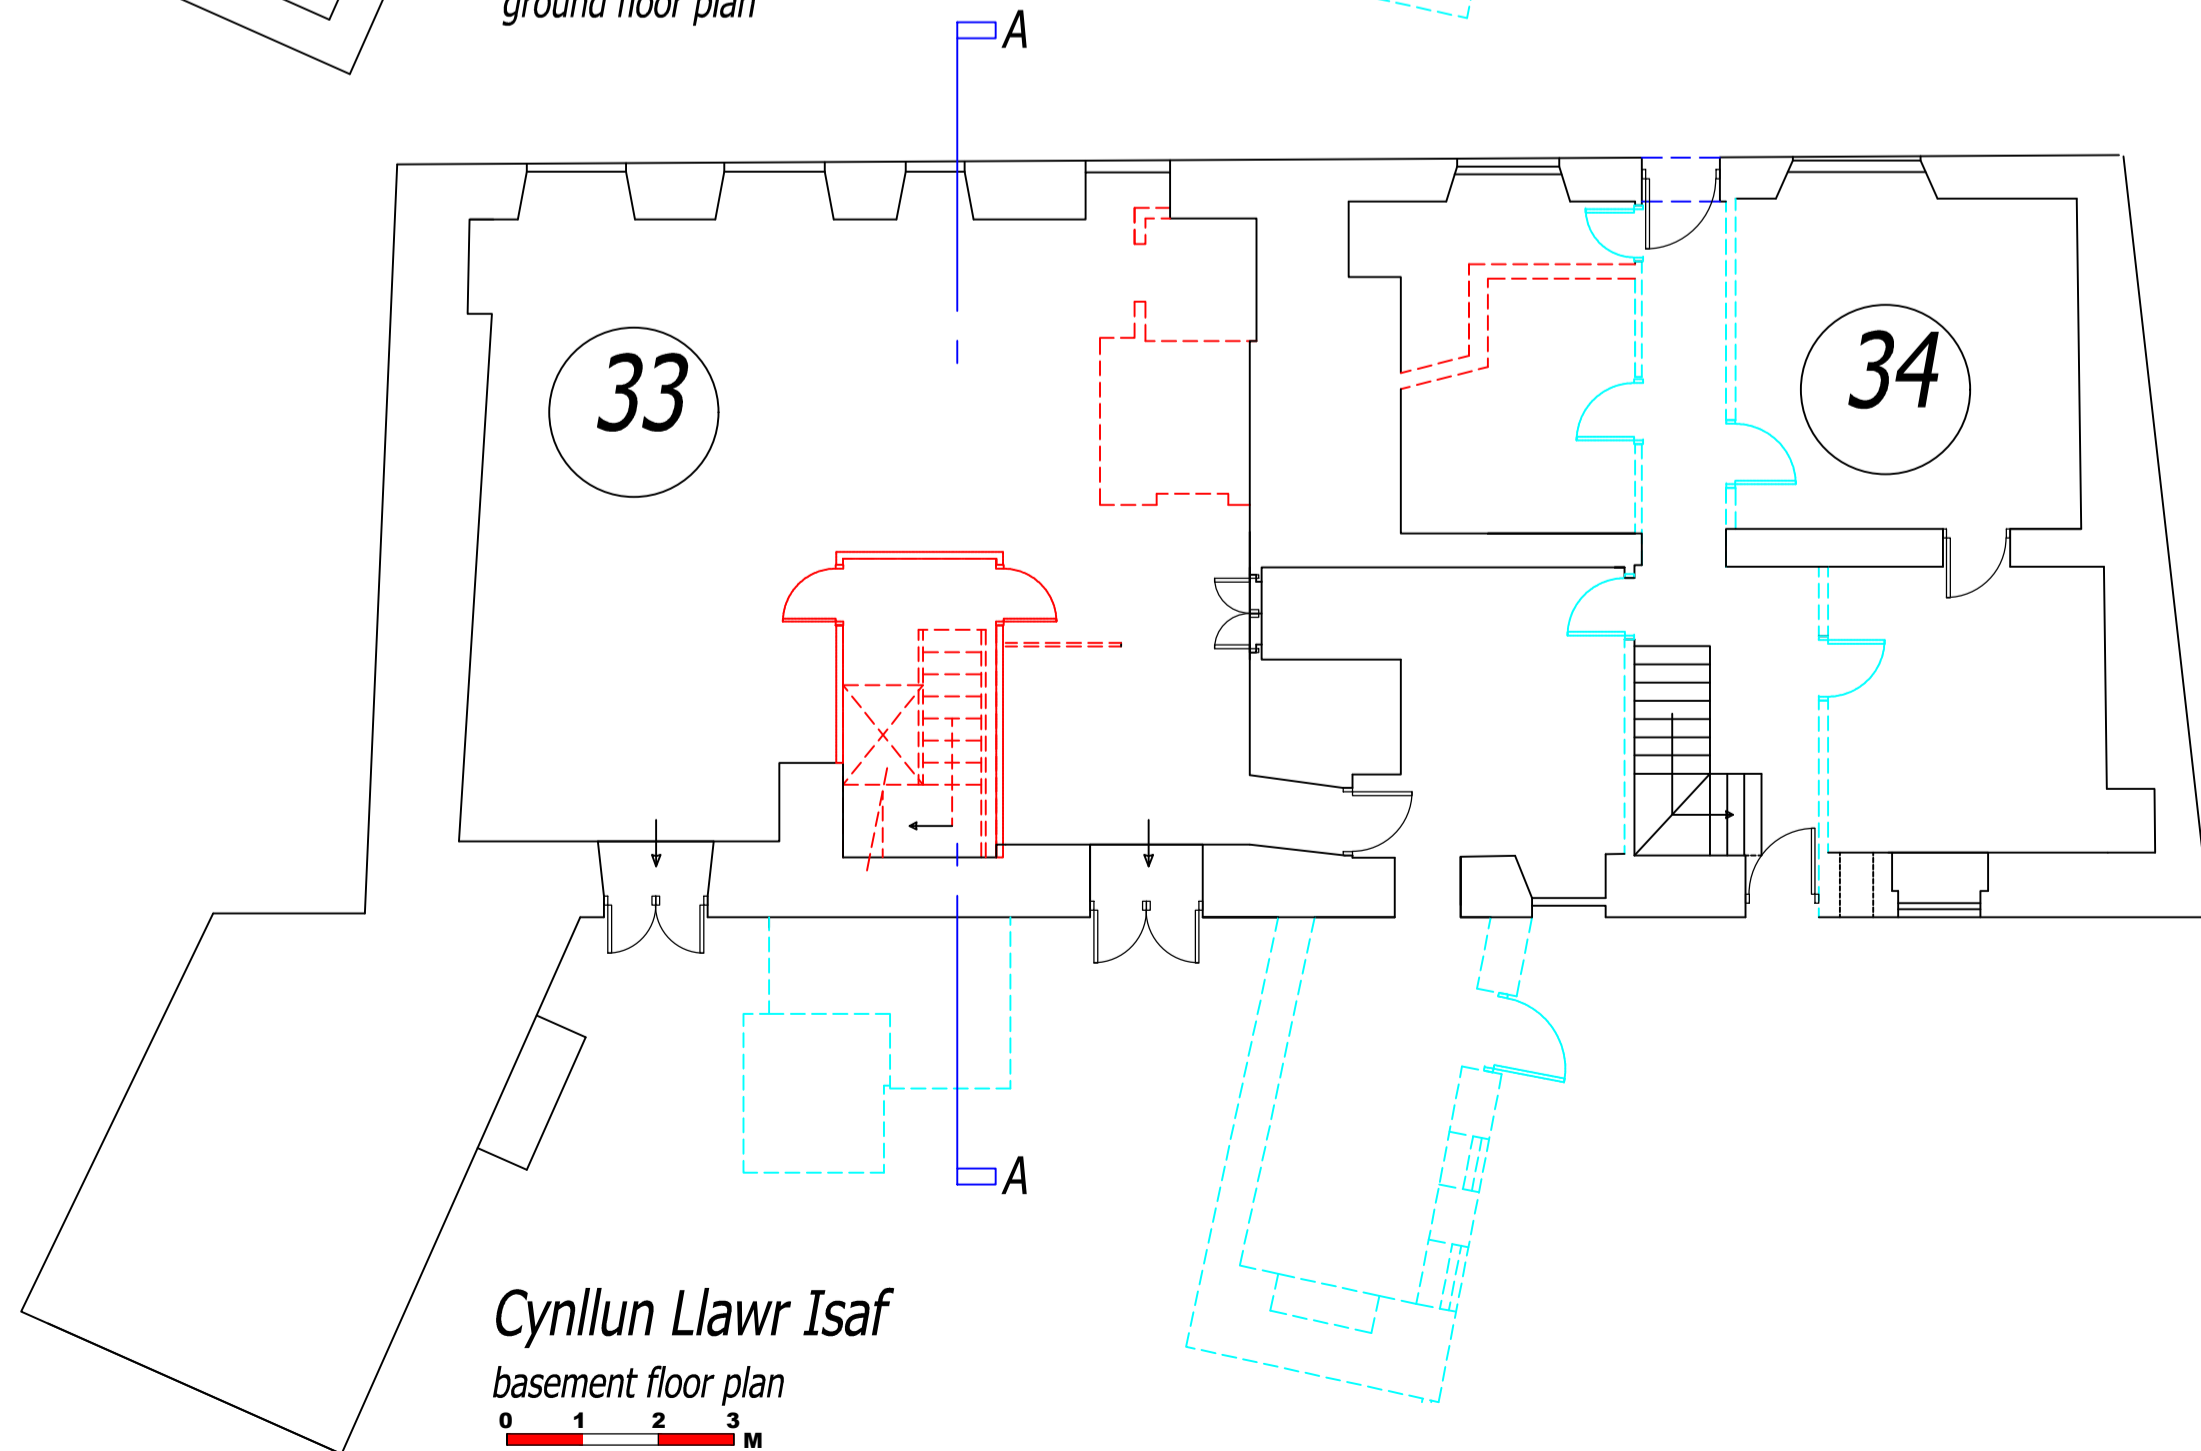 ground floor plan
A
33
34
A
Cynllun Llawr Isaf
basement floor plan
0 1 2 3
M